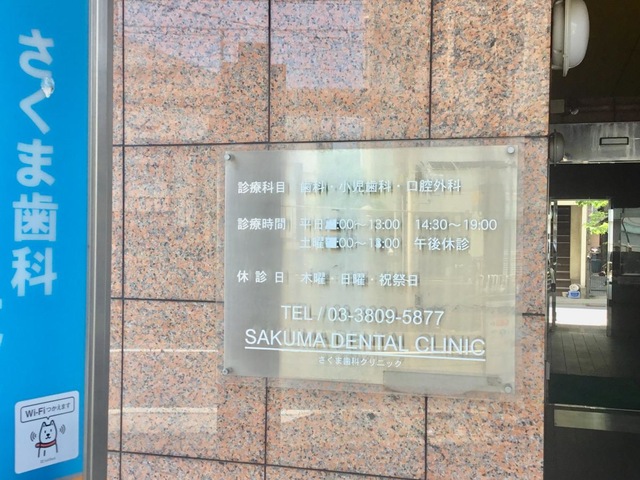 さくま歯科
診療科目 歯科・小児歯科・口腔外科
診療時間 平日 :00～13:00 14:30～19:00
土曜 :00～13:00 午後休診
休診日 木曜・日曜・祝祭日
TEL / 03-3809-5877
SAKUMA DENTAL CLINIC
さくま歯科クリニック
Wi-Fiつかえます